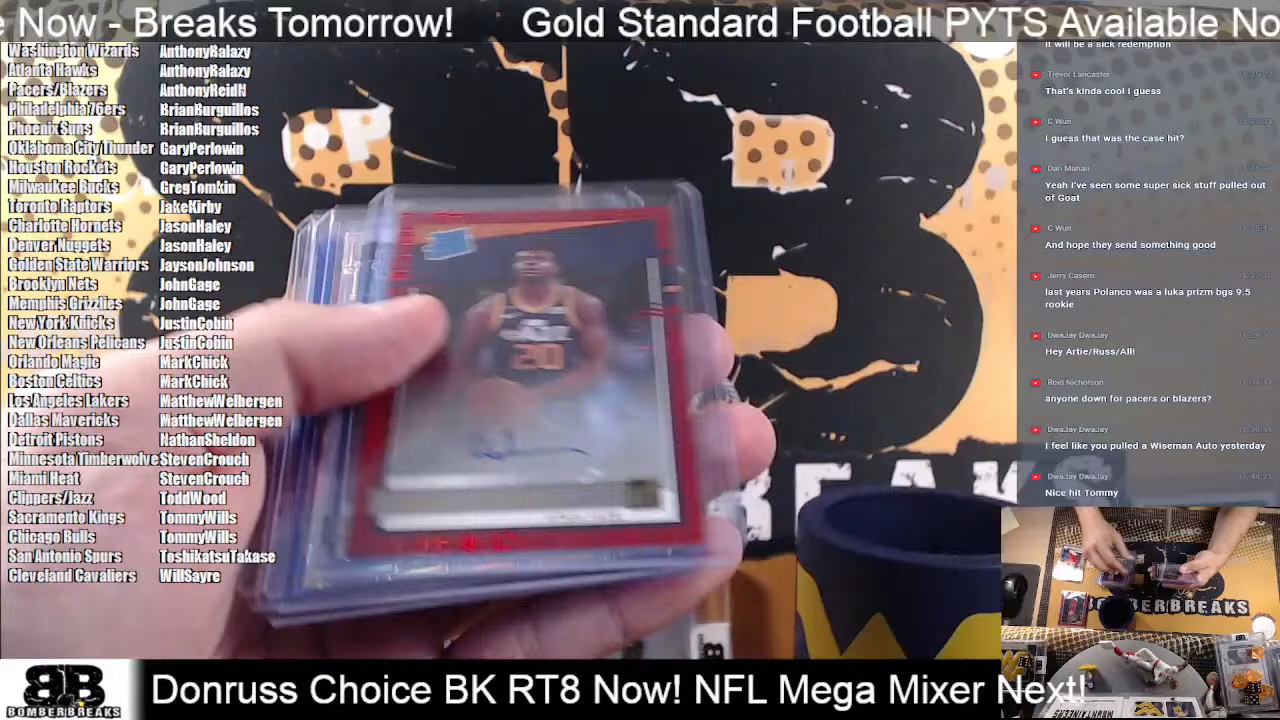 e Now - Breaks Tomorrow! Gold Standard Football PYTS Available No
Washington Wizards AnthonyBalazy
Atlanta Hawks AnthonyBalazy
Pacers/Blazers AnthonyReidN
Philadelphia 76ers BrianBurguillos
Phoenix Suns BrianBurguillos
Oklahoma City Thunder GaryPerlowin
Houston Rockets GaryPerlowin
Milwaukee Bucks GregTomkin
Toronto Raptors JakeKirby
Charlotte Hornets JasonHaley
Denver Nuggets JasonHaley
Golden State Warriors JaysonJohnson
Brooklyn Nets JohnGage
Memphis Grizzlies JohnGage
New York Knicks JustinCobin
New Orleans Pelicans JustinCobin
Orlando Magic MarkChick
Boston Celtics MarkChick
Los Angeles Lakers MatthewWelbergen
Dallas Mavericks MatthewWelbergen
Detroit Pistons NathanSheldon
Minnesota Timberwolve StevenCrouch
Miami Heat StevenCrouch
Clippers/Jazz ToddWood
Sacramento Kings TommyWills
Chicago Bulls TommyWills
San Antonio Spurs ToshikatsuTakase
Cleveland Cavaliers WillSayre
20
REAK
it will be a sick redemption
Trevor Lancaster
That's kinda cool I guess
C Wun
I guess that was the case hit?
Dan Mahan
Yeah I've seen some super sick stuff pulled out
of Goat
C Wun
And hope they send something good
Jerry Casero
last years Polanco was a luka prizm bgs 9.5
rookie
DwaJay DwaJay
Hey Artie/Russ/All!
Reid Nicholson
anyone down for pacers or blazers?
DwaJay DwaJay
I feel like you pulled a Wiseman Auto yesterday
DwaJay DwaJay
Nice hit Tommy
BOMBERBREAKS
BB
BOMBERBREAKS
Donruss Choice BK RT8 Now! NFL Mega Mixer Next!